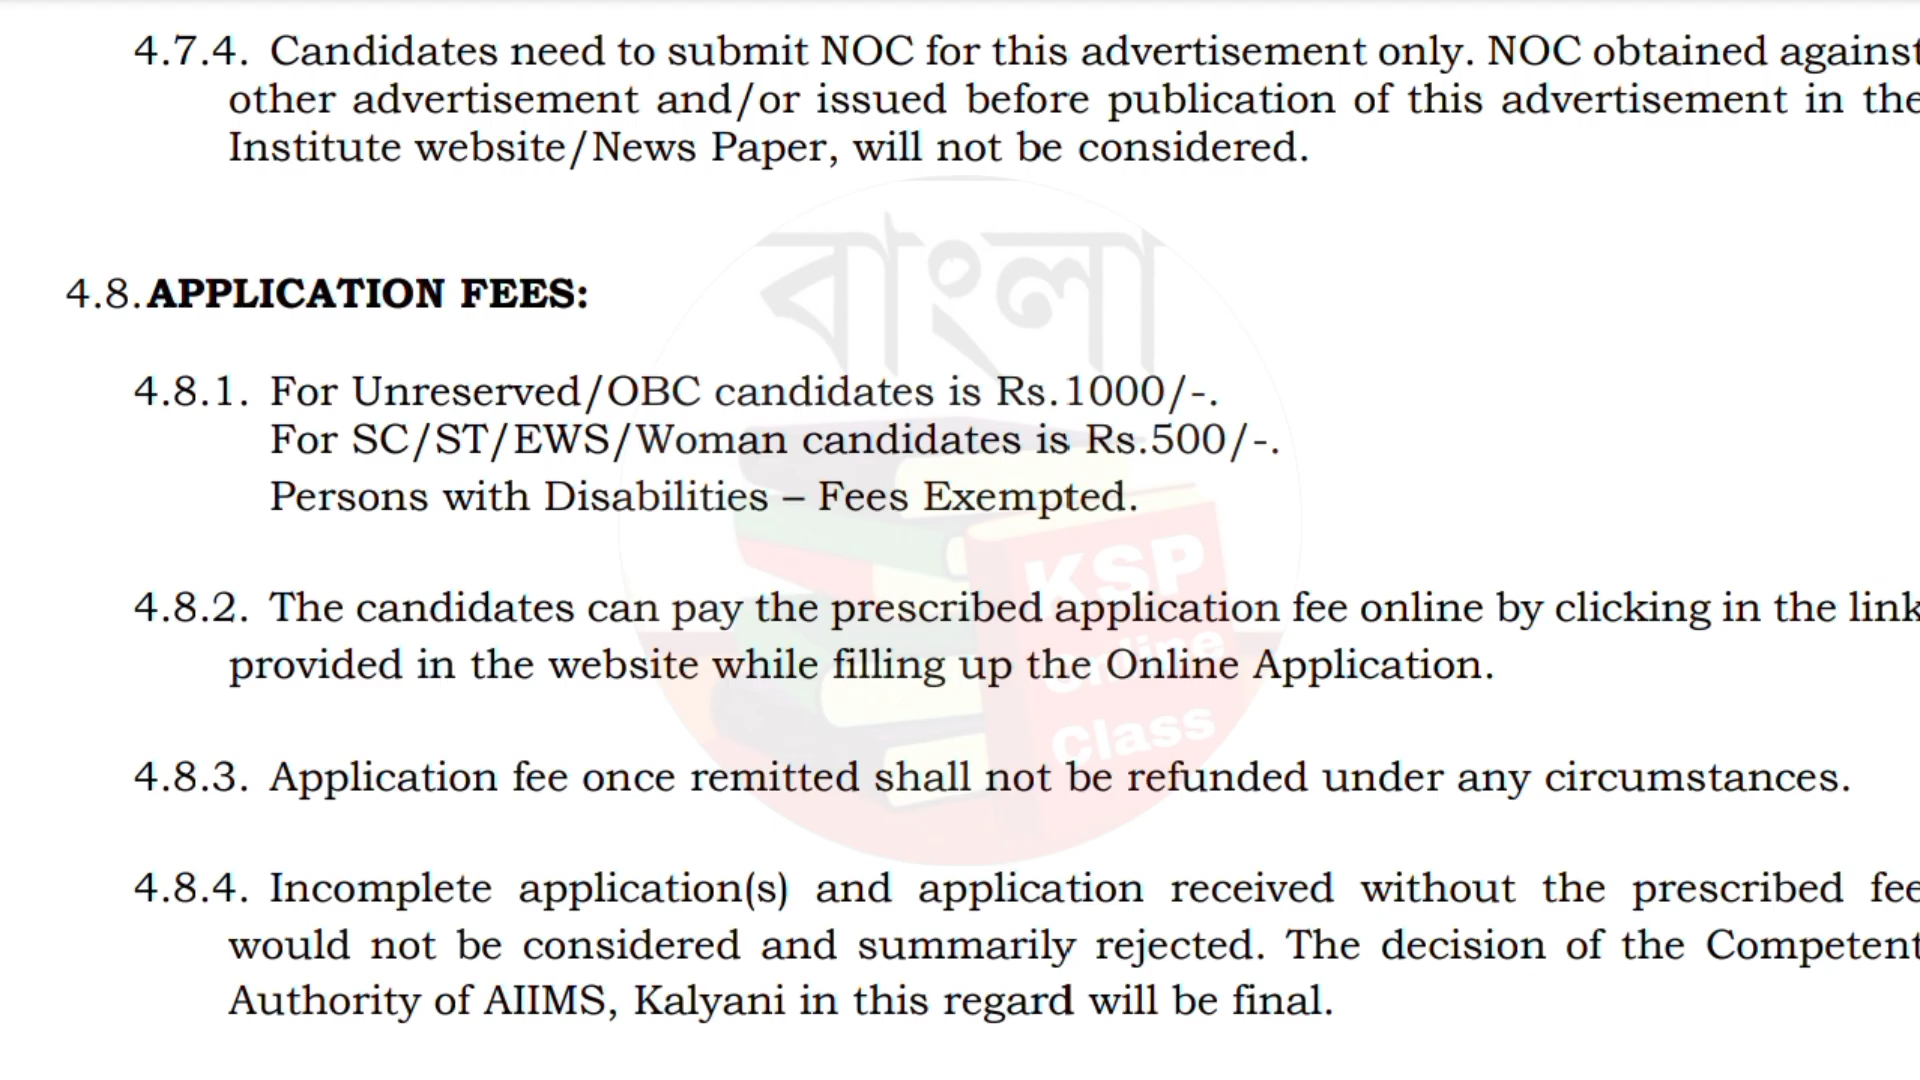 4.7.4. Candidates need to submit NOC for this advertisement only. NOC obtained against
other advertisement and/or issued before publication of this advertisement in the
Institute website/News Paper, will not be considered.
বাংলা
4.8. APPLICATION FEES:
4.8.1. For Unreserved/OBC candidates is Rs.1000/-.
For SC/ST/EWS/Woman candidates is Rs.500/-.
Persons with Disabilities – Fees Exempted.
KSP
4.8.2. The candidates can pay the prescribed application fee online by clicking in the link
Online
provided in the website while filling up the Online Application.
Class
4.8.3. Application fee once remitted shall not be refunded under any circumstances.
4.8.4. Incomplete application(s) and application received without the prescribed fee
would not be considered and summarily rejected. The decision of the Competent
Authority of AIIMS, Kalyani in this regard will be final.